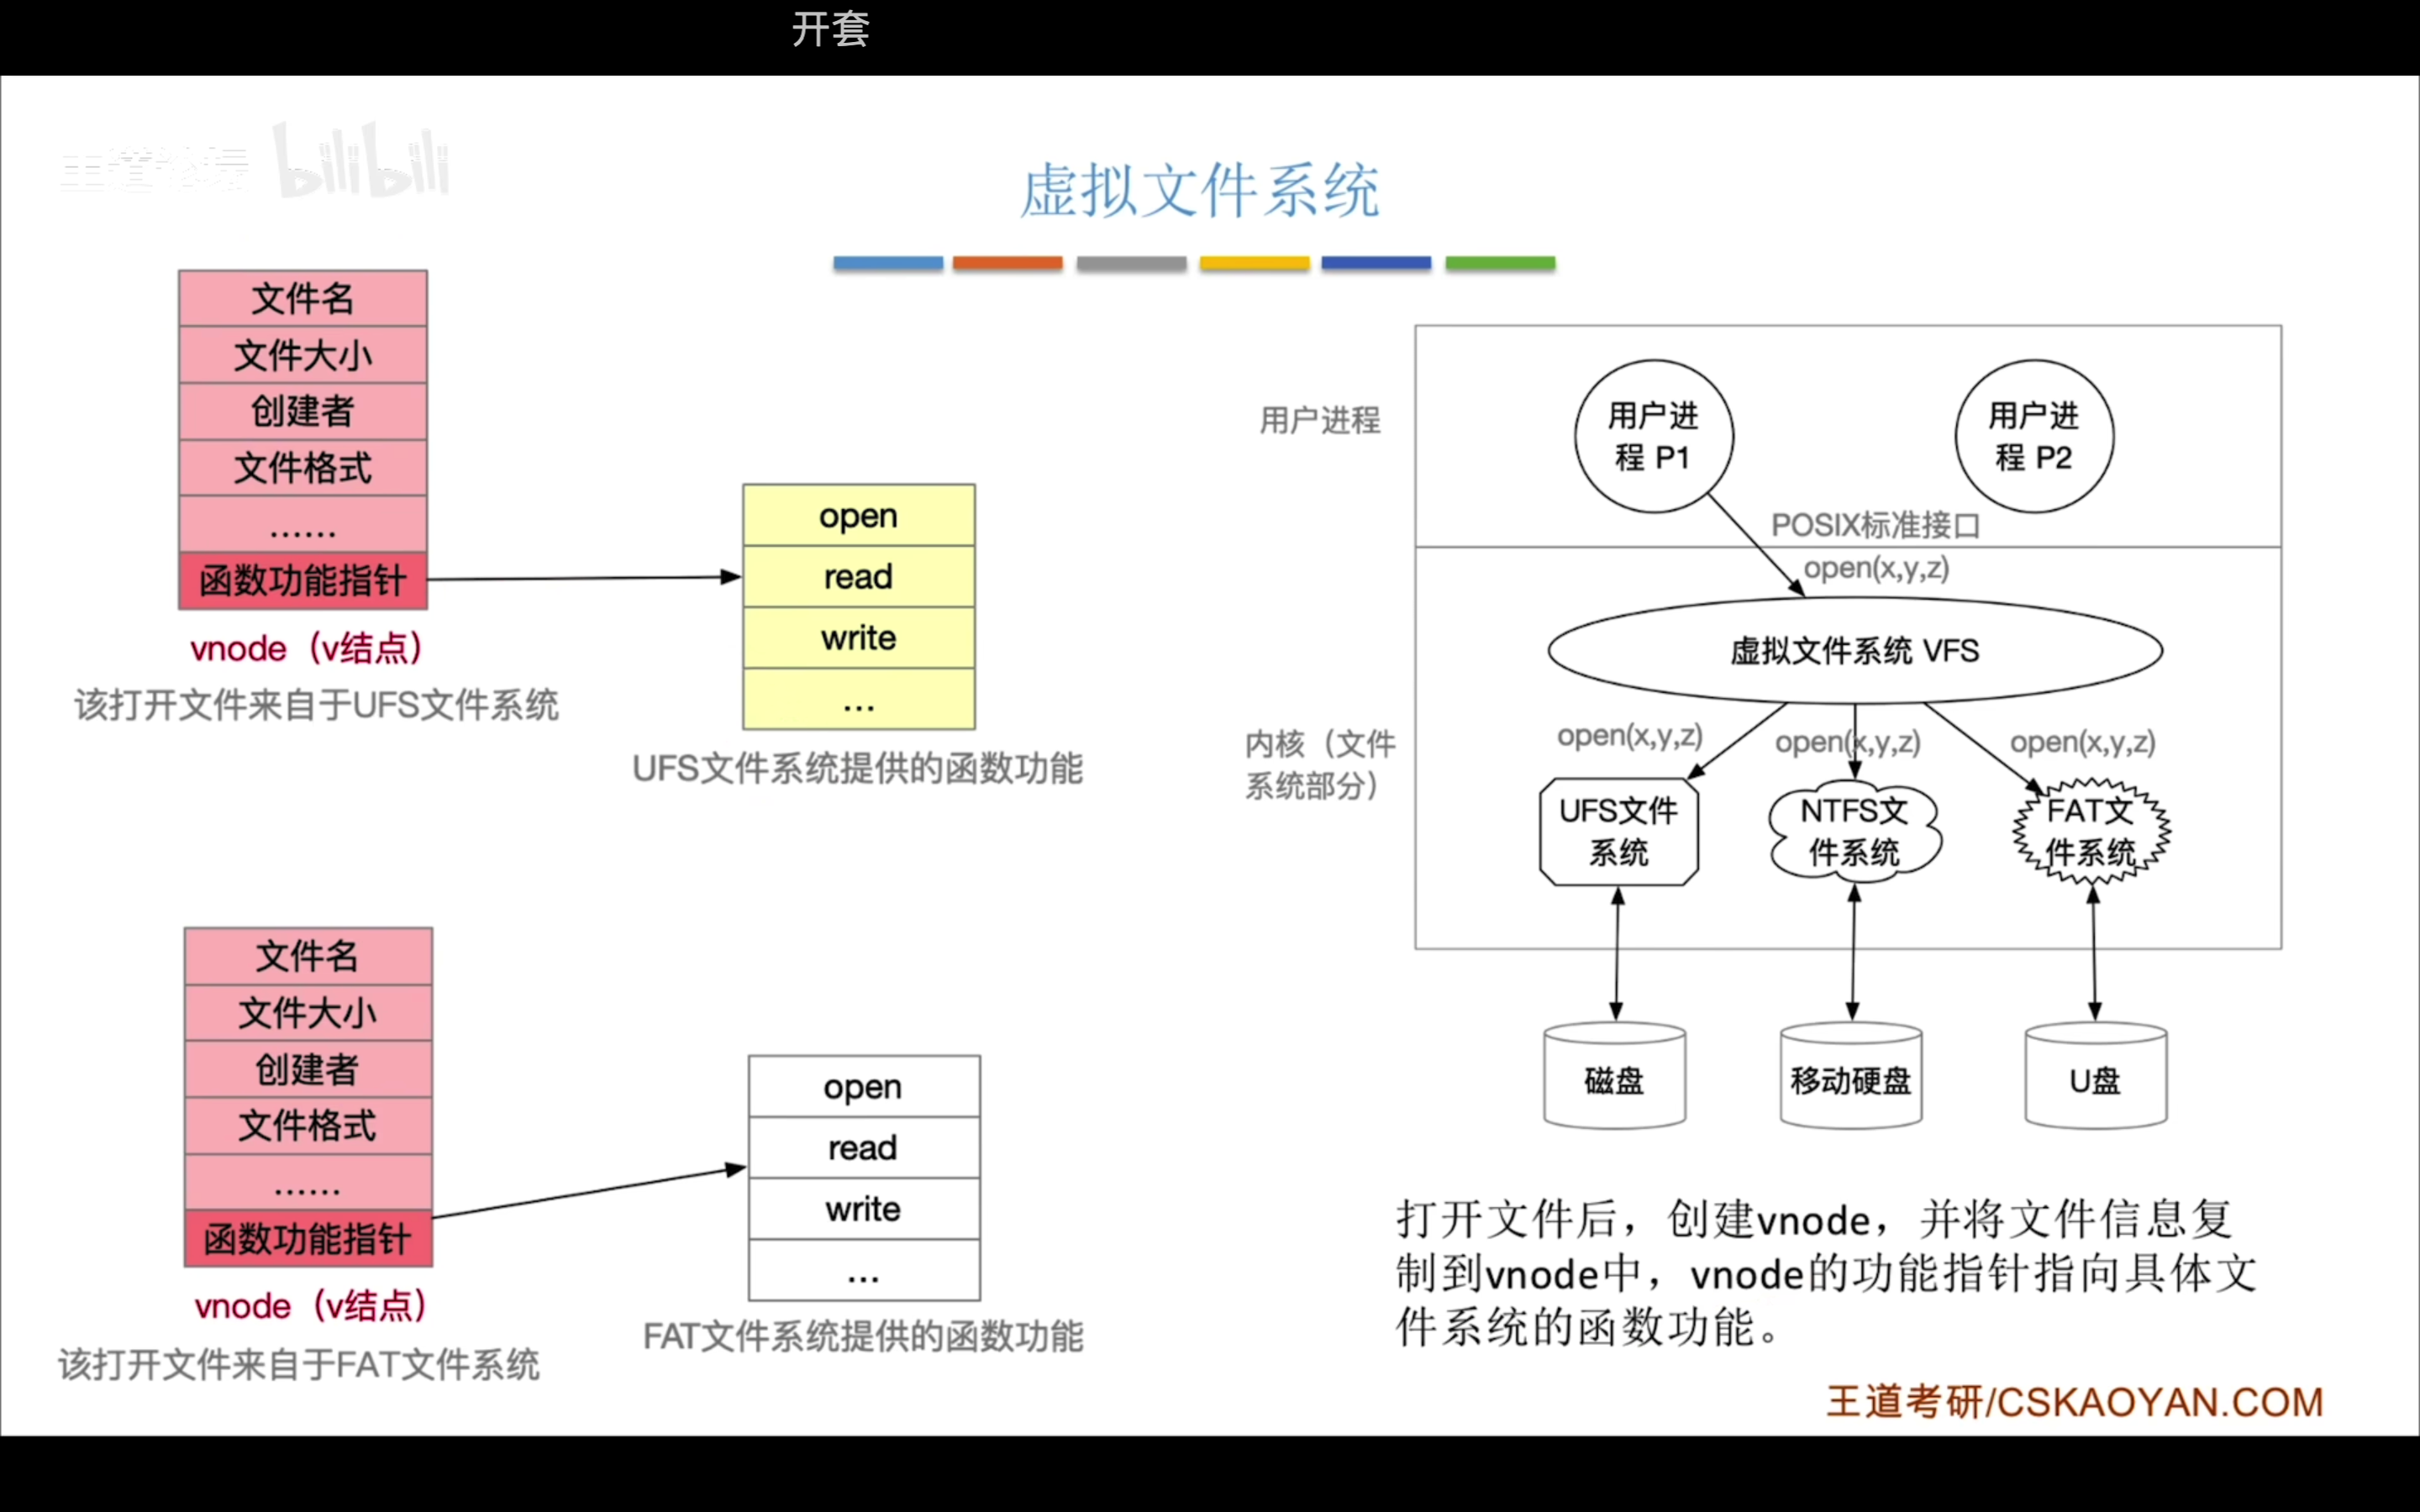 开套
王道论坛 bilibili
虚拟文件系统
文件名
文件大小
创建者
文件格式
……
函数功能指针
vnode（v结点）
该打开文件来自于UFS文件系统
open
read
write
...
UFS文件系统提供的函数功能
文件名
文件大小
创建者
文件格式
……
函数功能指针
vnode（v结点）
该打开文件来自于FAT文件系统
open
read
write
...
FAT文件系统提供的函数功能
用户进程
用户进
程 P1
用户进
程 P2
POSIX标准接口
open(x,y,z)
虚拟文件系统 VFS
内核（文件
系统部分）
open(x,y,z)
open(x,y,z)
open(x,y,z)
UFS文件
系统
NTFS文
件系统
FAT文
件系统
磁盘
移动硬盘
U盘
打开文件后，创建vnode，并将文件信息复
制到vnode中，vnode的功能指针指向具体文
件系统的函数功能。
王道考研/CSKAOYAN.COM